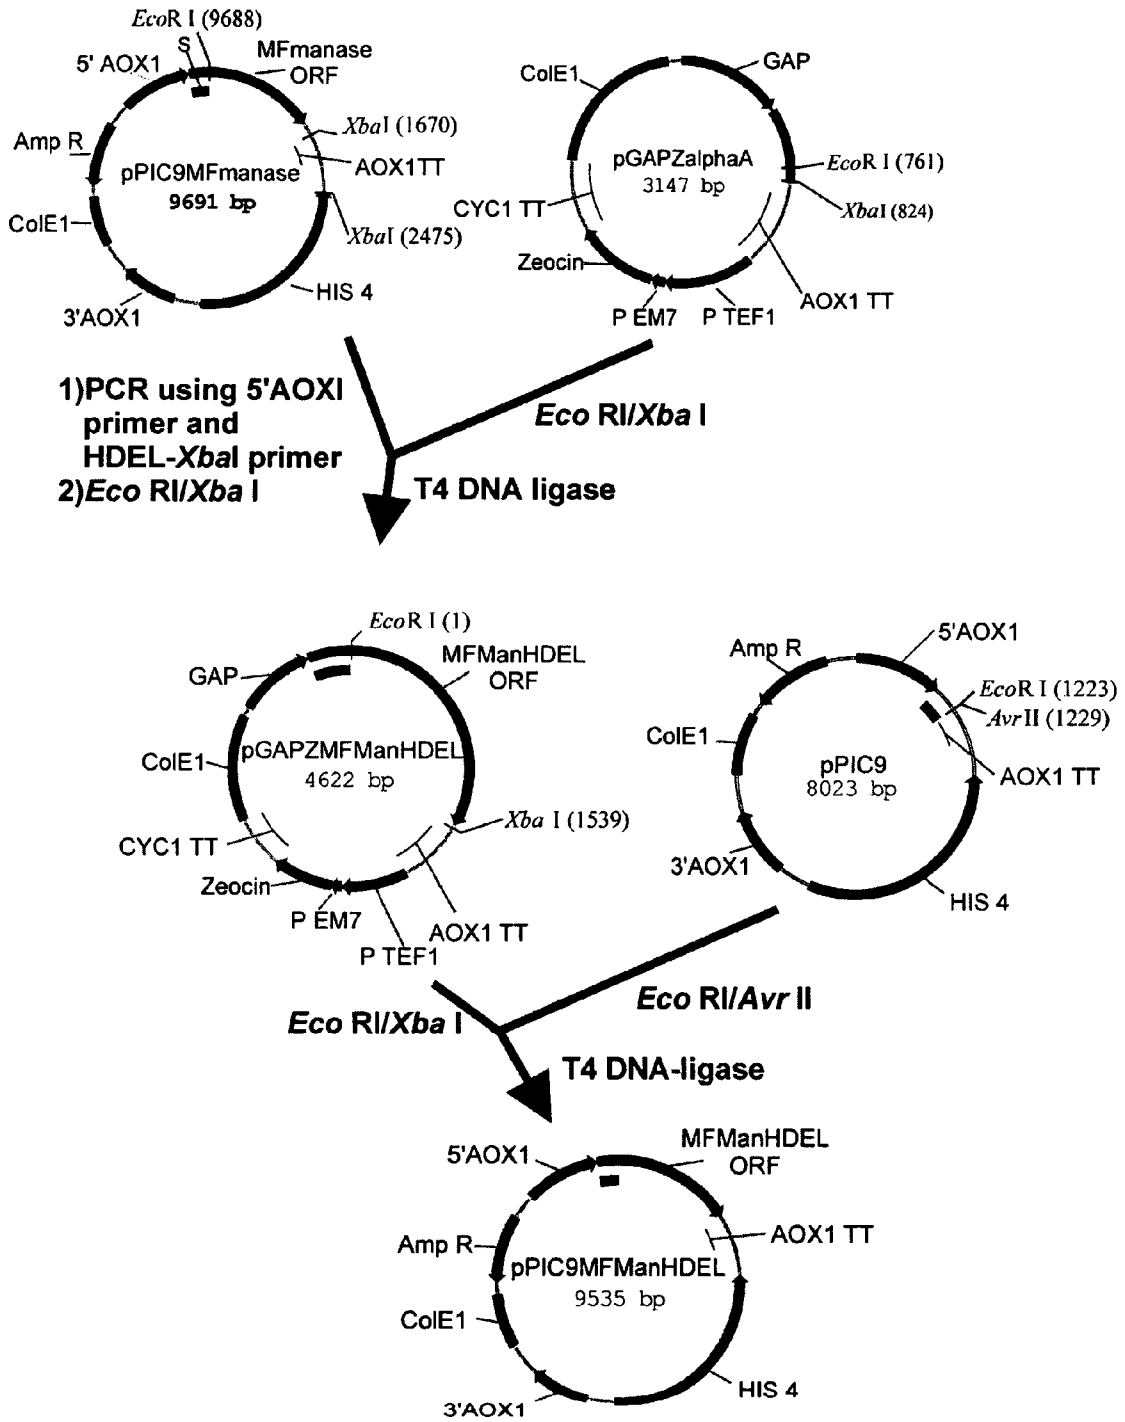 EcoR I (9688)
S
MFmanase
ORF
5' AOX1
Amp R
XbaI (1670)
AOX1TT
pPIC9MFmanase
9691 bp
ColE1
XbaI (2475)
HIS 4
3'AOX1
ColE1
GAP
pGAPZalphaA
3147 bp
EcoR I (761)
XbaI (824)
CYC1 TT
Zeocin
AOX1 TT
P EM7
P TEF1
1)PCR using 5'AOXI
primer and
HDEL-XbaI primer
2)Eco RI/Xba I
Eco RI/Xba I
T4 DNA ligase
EcoR I (1)
MFManHDEL
ORF
GAP
pGAPZMFManHDEL
4622 bp
ColE1
Xba I (1539)
CYC1 TT
Zeocin
P EM7
AOX1 TT
P TEF1
5'AOX1
Amp R
EcoR I (1223)
Avr II (1229)
ColE1
pPIC9
8023 bp
AOX1 TT
3'AOX1
HIS 4
Eco RI/Xba I
Eco RI/Avr II
T4 DNA-ligase
MFManHDEL
ORF
5'AOX1
Amp R
AOX1 TT
pPIC9MFManHDEL
9535 bp
ColE1
HIS 4
3'AOX1